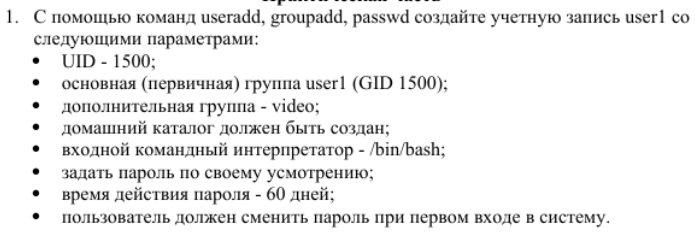 1. С помощью команд useradd, groupadd, passwd создайте учетную запись user1 со
следующими параметрами:
• UID - 1500;
• основная (первичная) группа user1 (GID 1500);
• дополнительная группа - video;
• домашний каталог должен быть создан;
• входной командный интерпретатор - /bin/bash;
• задать пароль по своему усмотрению;
• время действия пароля - 60 дней;
• пользователь должен сменить пароль при первом входе в систему.